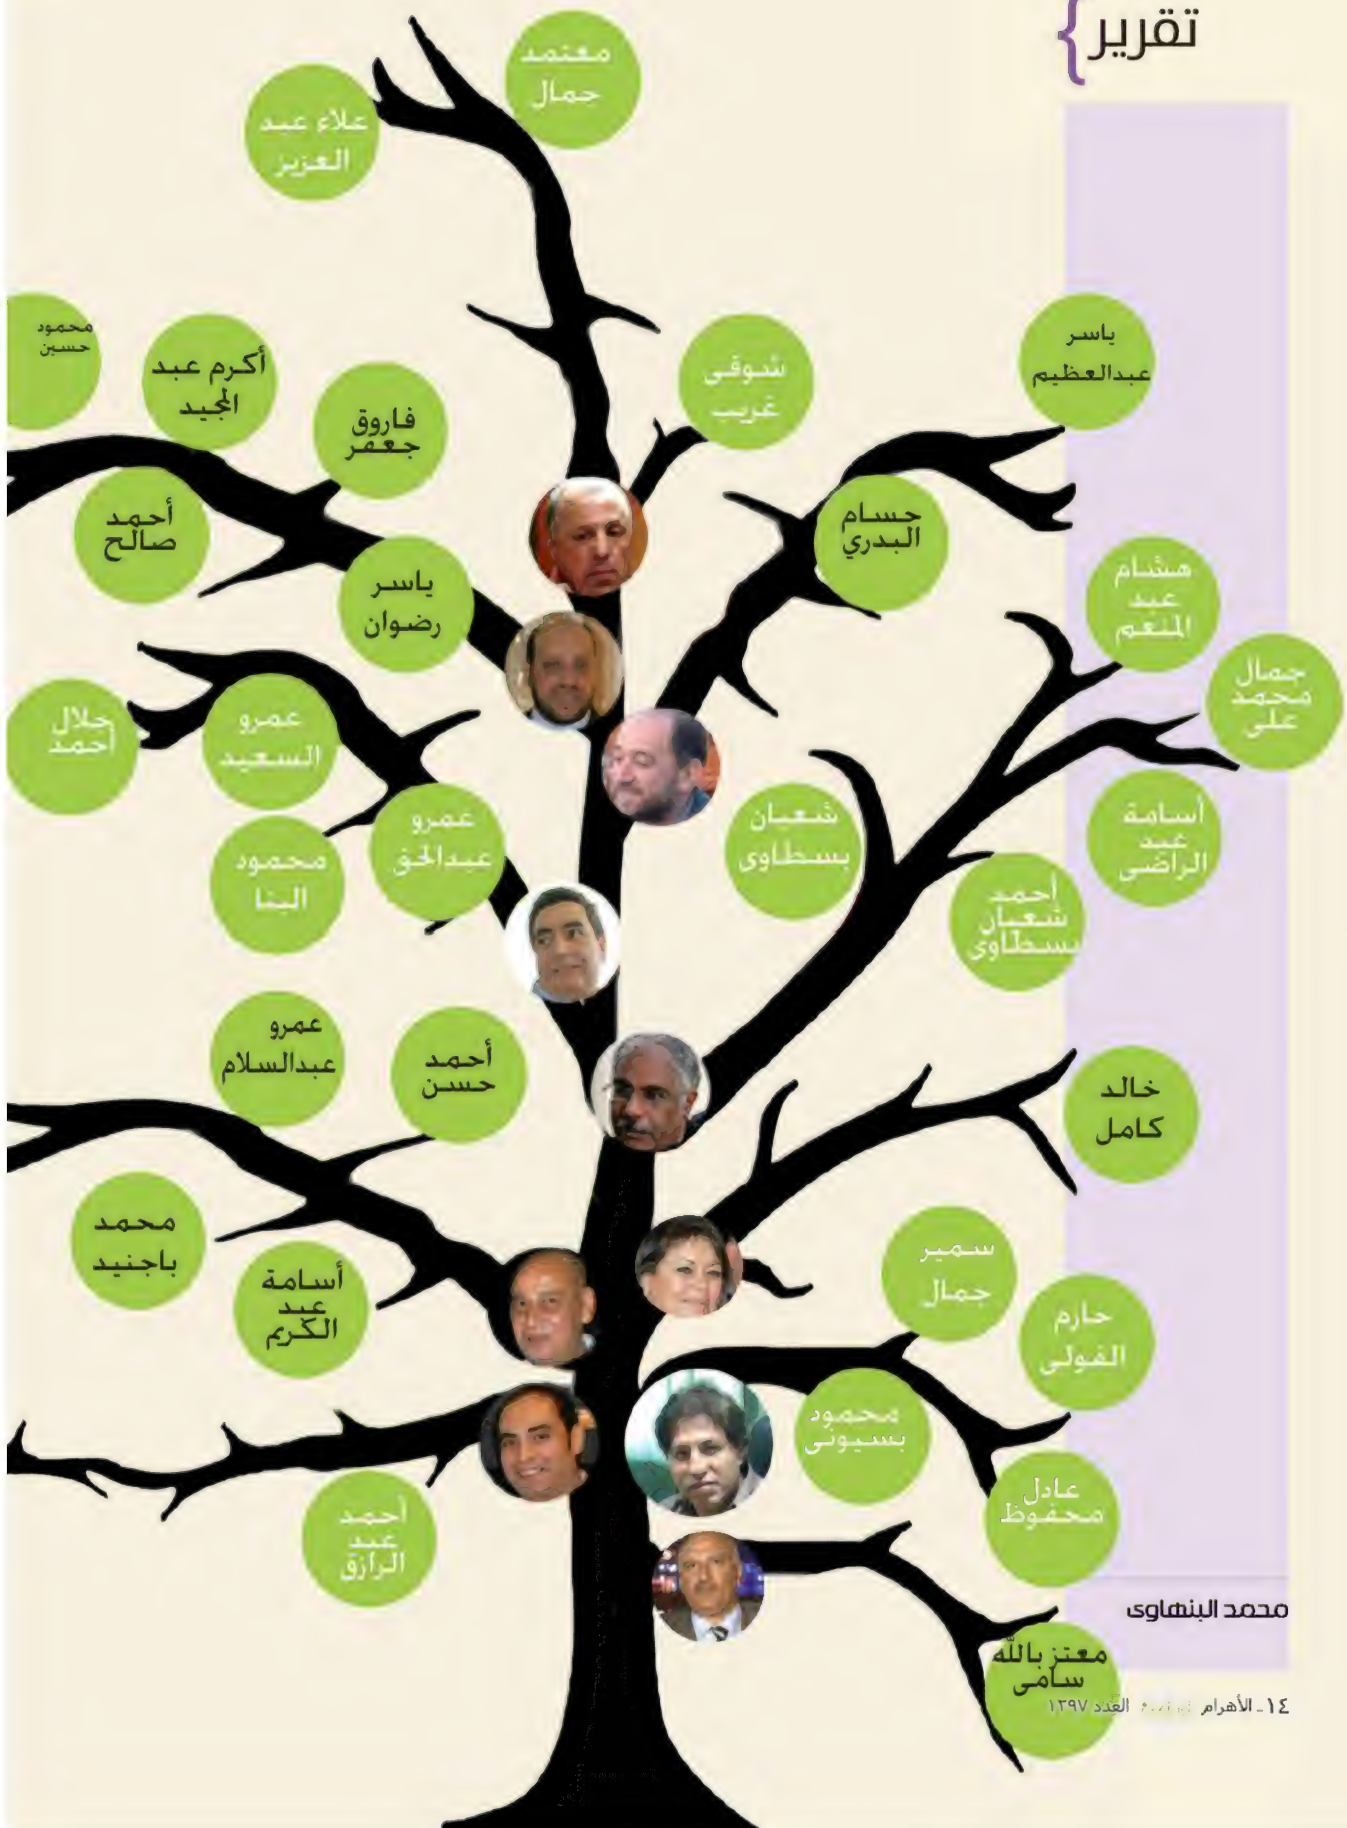 تقرير
معتمد
جمال
علاء عبد
العزيز
ياسر
عبدالعظيم
شوقى
غريب
محمود
حسين
أكرم عبد
المجيد
فاروق
جعفر
حسام
البدري
أحمد
صالح
هشام
عبد
المنعم
ياسر
رضوان
جمال
محمد
على
جلال
أحمد
عمرو
السعيد
أسامة
عبد
الراضى
شعبان
بسطاوى
عمرو
عبدالحق
محمود
البنا
أحمد
شعبان
بسطاوى
عمرو
عبدالسلام
أحمد
حسن
خالد
كامل
محمد
باجنيد
سمير
جمال
أسامة
عبد
الكريم
حازم
الفولى
محمود
بسيونى
عادل
محفوظ
أحمد
عبد
الرازق
محمد البنهاوى
معتز بالله
سامى
١٤ ـ الأهرام العدد ١٣٩٧